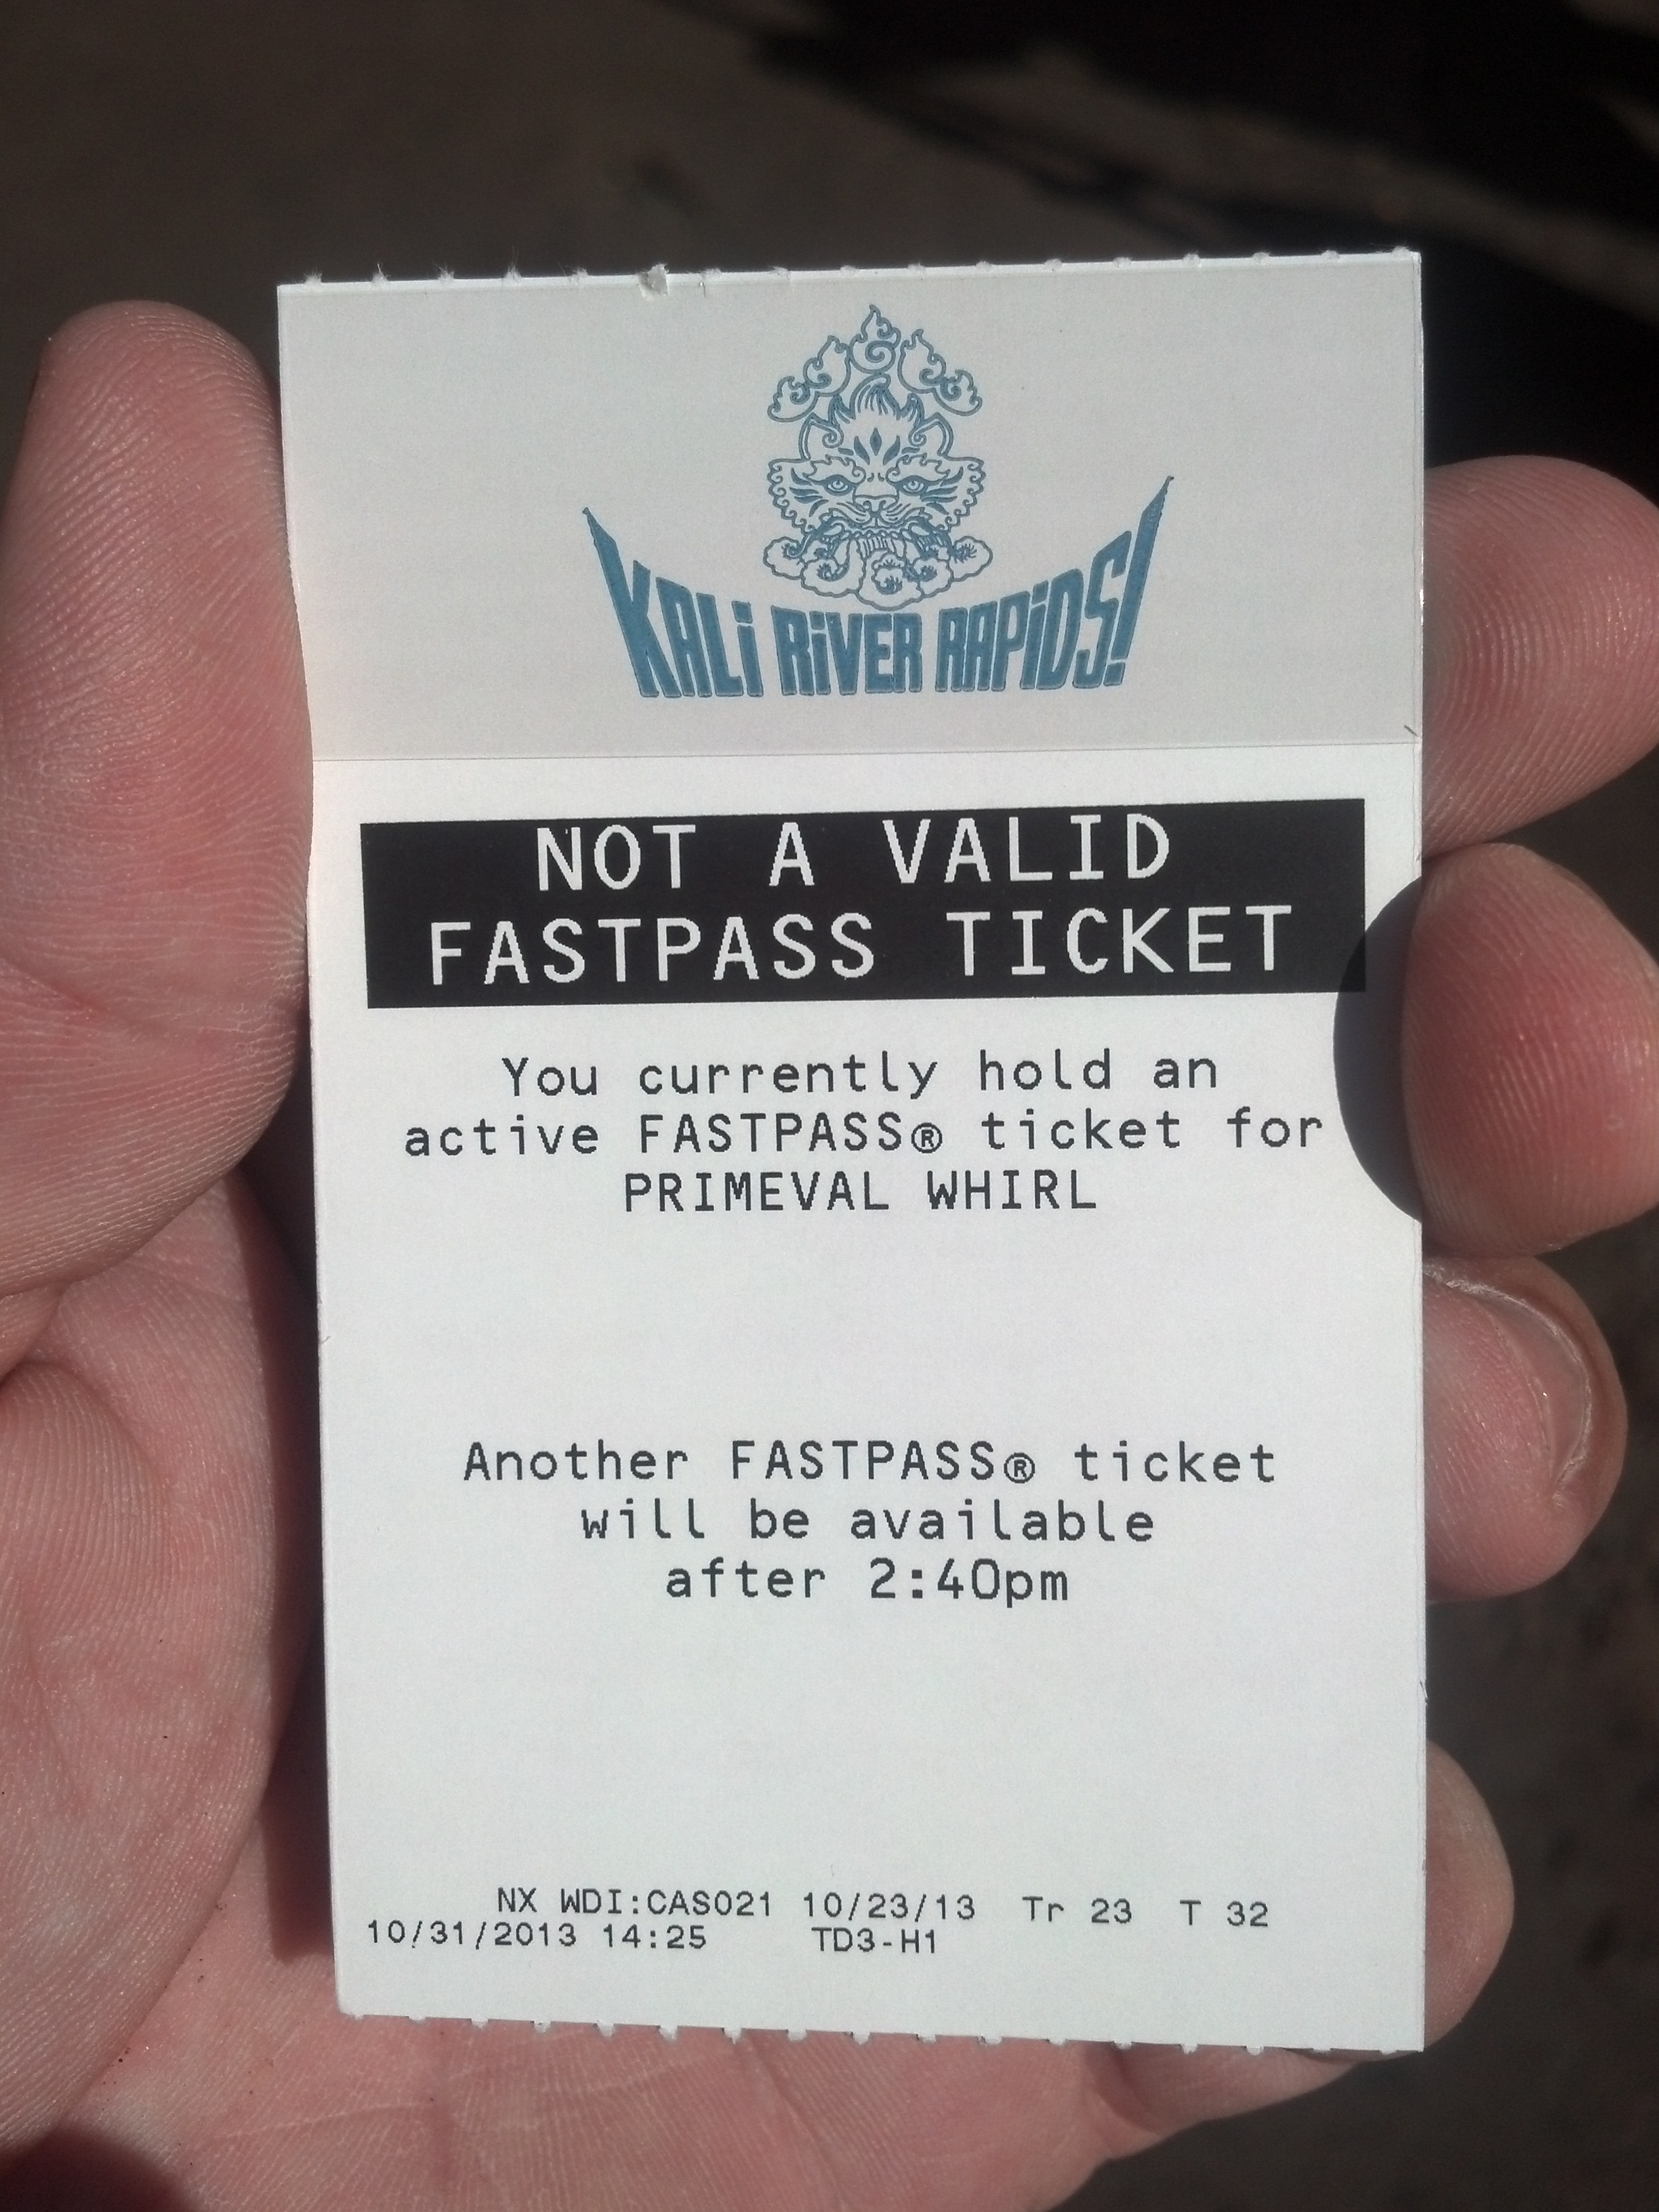 KALi RiVER RAPiDS!
NOT A VALID
FASTPASS TICKET
You currently hold an
active FASTPASS® ticket for
PRIMEVAL WHIRL
Another FASTPASS® ticket
will be available
after 2:40pm
NX WDI:CAS021 10/23/13 Tr 23 T 32
10/31/2013 14:25 TD3-H1